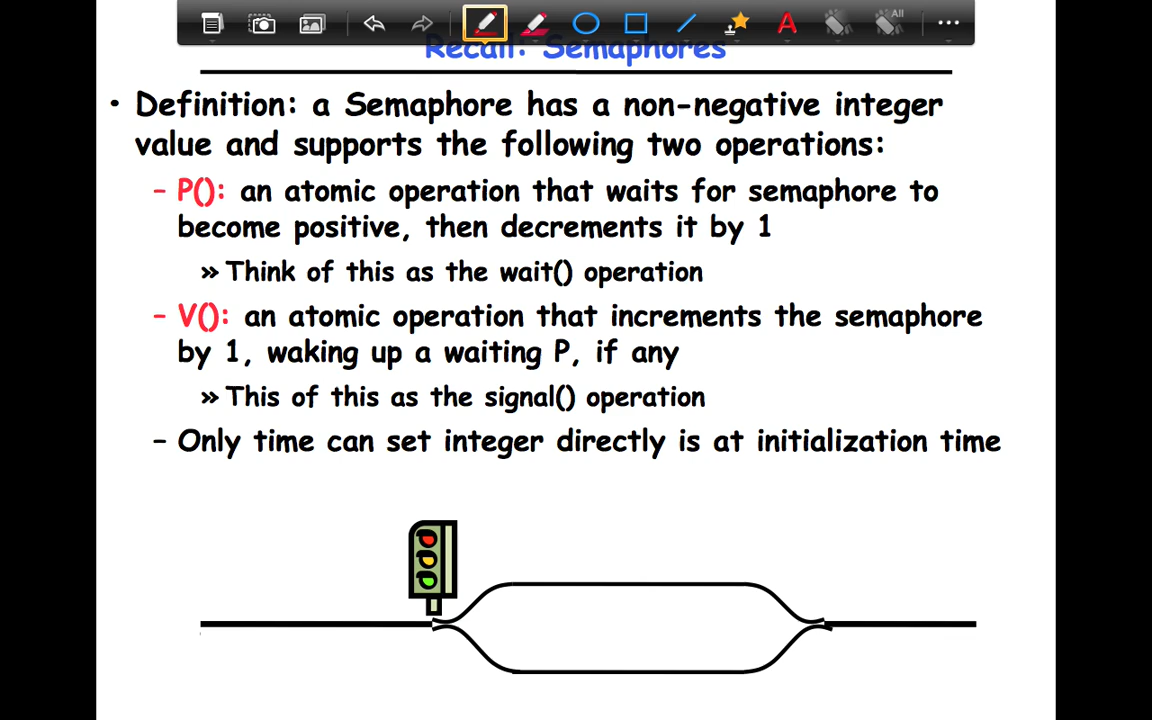 All
A
Recall: Semaphores
• Definition: a Semaphore has a non-negative integer
value and supports the following two operations:
– P(): an atomic operation that waits for semaphore to
become positive, then decrements it by 1
» Think of this as the wait() operation
– V(): an atomic operation that increments the semaphore
by 1, waking up a waiting P, if any
» This of this as the signal() operation
– Only time can set integer directly is at initialization time